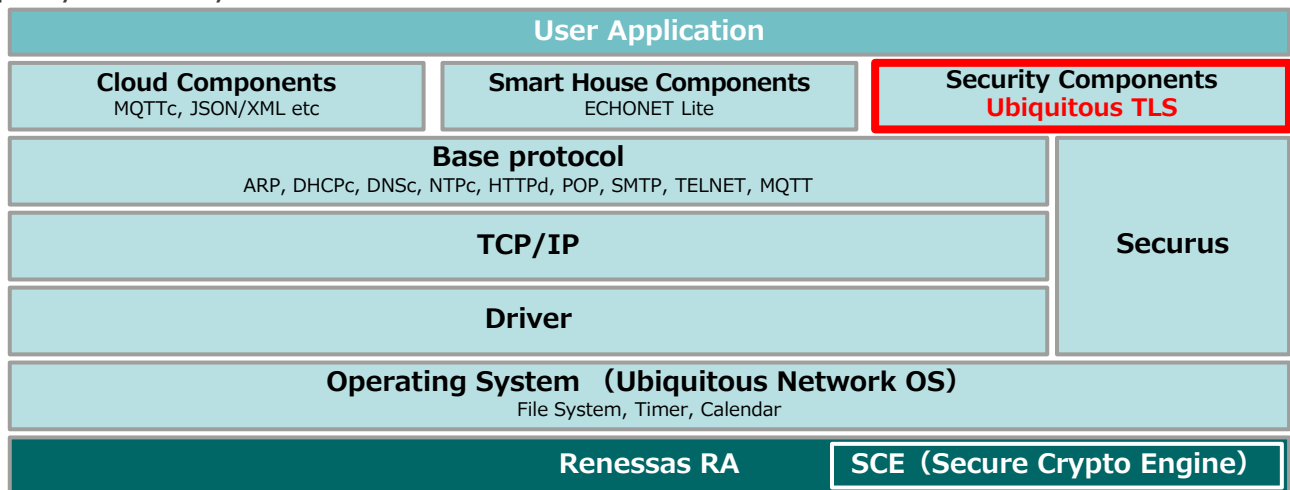 User Application
Cloud Components
MQTTc, JSON/XML etc
Smart House Components
ECHONET Lite
Security Components
Ubiquitous TLS
Base protocol
ARP, DHCPc, DNSc, NTPc, HTTPd, POP, SMTP, TELNET, MQTT
TCP/IP
Securus
Driver
Operating System （Ubiquitous Network OS）
File System, Timer, Calendar
Renessas RA
SCE（Secure Crypto Engine）